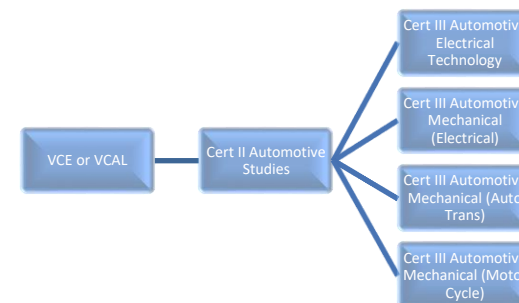 VCE or VCAL
Cert II Automotive
Studies
Cert III Automotiv
Electrical
Technology
Cert III Automotiv
Mechanical
(Electrical)
Cert III Automotiv
Mechanical (Auto
Trans)
Cert III Automotiv
Mechanical (Moto
Cycle)